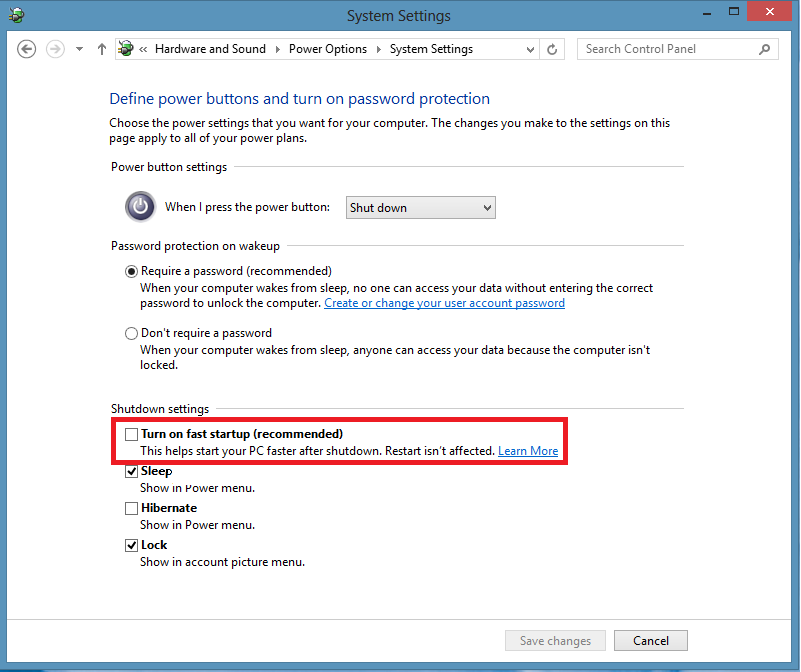 System Settings
« Hardware and Sound Power Options System Settings Search Control Panel
Define power buttons and turn on password protection
Choose the power settings that you want for your computer. The changes you make to the settings on this
page apply to all of your power plans.
Power button settings
When I press the power button: Shut down
Password protection on wakeup
Require a password (recommended)
When your computer wakes from sleep, no one can access your data without entering the correct
password to unlock the computer. Create or change your user account password
Don't require a password
When your computer wakes from sleep, anyone can access your data because the computer isn't
locked.
Shutdown settings
Turn on fast startup (recommended)
This helps start your PC faster after shutdown. Restart isn't affected. Learn More
Sleep
Show in Power menu.
Hibernate
Show in Power menu.
Lock
Show in account picture menu.
Save changes Cancel